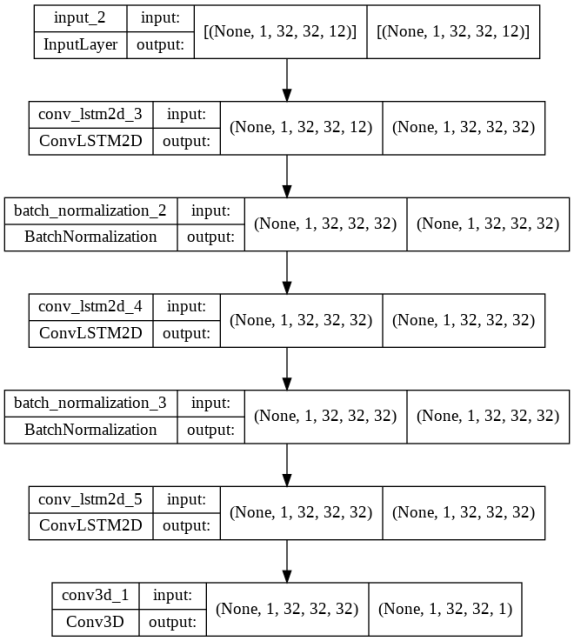 input_2 input: [(None, 1, 32, 32, 12)] [(None, 1, 32, 32, 12)]
InputLayer output:
conv_lstm2d_3 input: (None, 1, 32, 32, 12) (None, 1, 32, 32, 32)
ConvLSTM2D output:
batch_normalization_2 input: (None, 1, 32, 32, 32) (None, 1, 32, 32, 32)
BatchNormalization output:
conv_lstm2d_4 input: (None, 1, 32, 32, 32) (None, 1, 32, 32, 32)
ConvLSTM2D output:
batch_normalization_3 input: (None, 1, 32, 32, 32) (None, 1, 32, 32, 32)
BatchNormalization output:
conv_lstm2d_5 input: (None, 1, 32, 32, 32) (None, 1, 32, 32, 32)
ConvLSTM2D output:
conv3d_1 input: (None, 1, 32, 32, 32) (None, 1, 32, 32, 1)
Conv3D output: